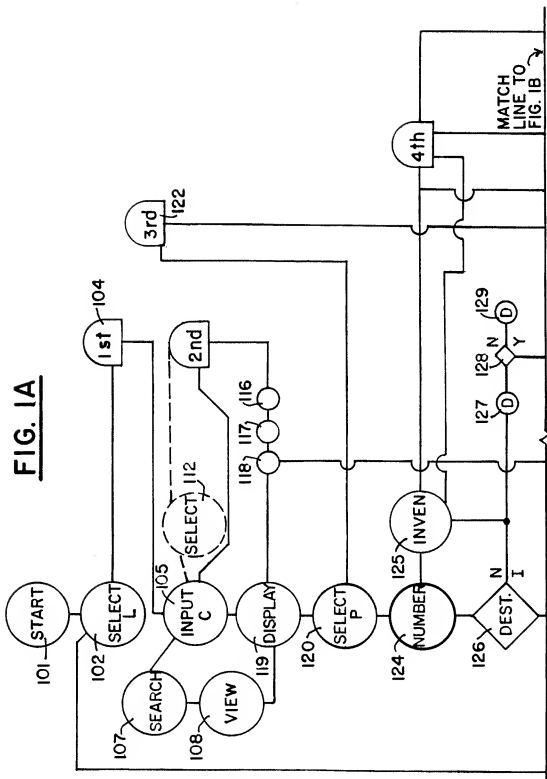 FIG. 1A
START
101
SELECT
L
102
1st
104
INPUT
C
105
SELECT
112
2nd
SEARCH
107
VIEW
108
DISPLAY
119
118
117
116
SELECT
P
120
3rd
122
NUMBER
124
INVEN
125
4th
DEST.
126
N
I
D
127
128
N
Y
D
129
MATCH
LINE TO
FIG. 1B